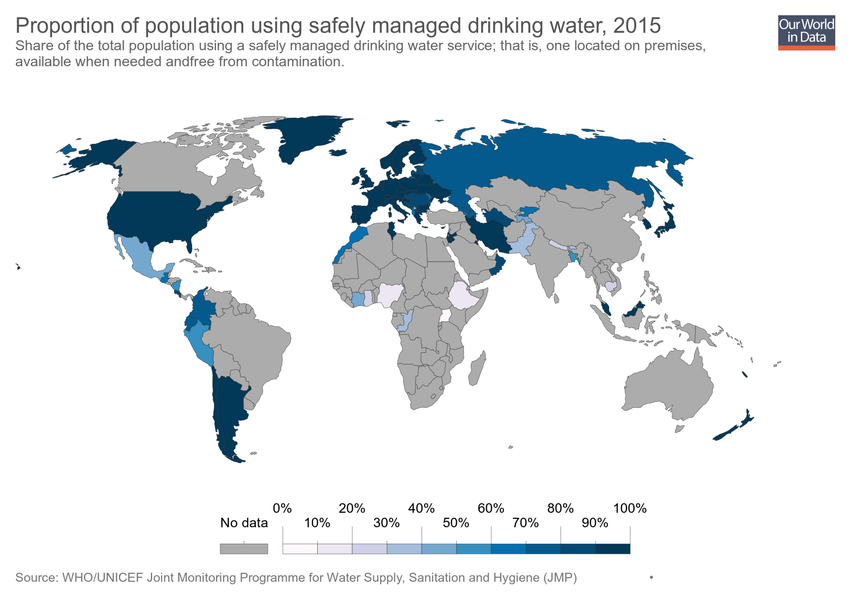 Proportion of population using safely managed drinking water, 2015
Share of the total population using a safely managed drinking water service; that is, one located on premises,
available when needed andfree from contamination.
Our World
in Data
0% 20% 40% 60% 80% 100%
No data 10% 30% 50% 70% 90%
Source: WHO/UNICEF Joint Monitoring Programme for Water Supply, Sanitation and Hygiene (JMP) •